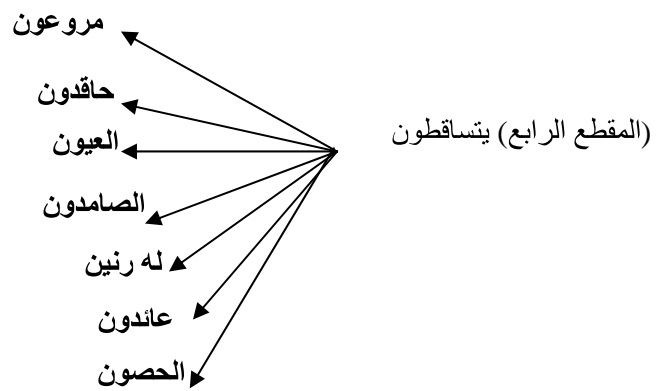 (المقطع الرابع) يتساقطون
مروعون
حاقدون
العيون
الصامدون
له رنين
عائدون
الحصون